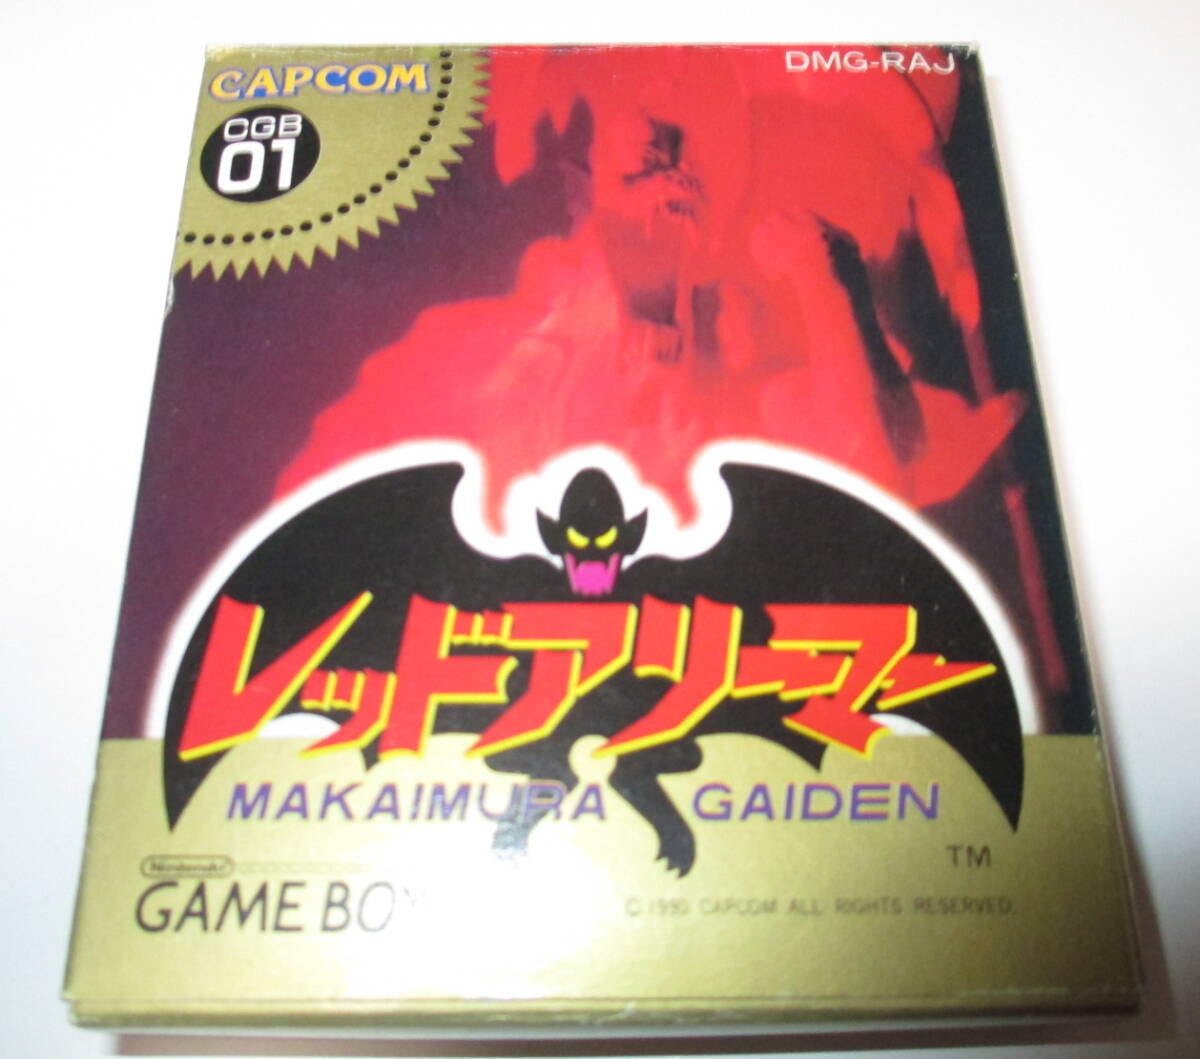 CAPCOM
CGB
01
DMG-RAJ
レッドアリーマー
MAKAIMURA GAIDEN
TM
Nintendo
GAME BOY
© 1990 CAPCOM ALL RIGHTS RESERVED.